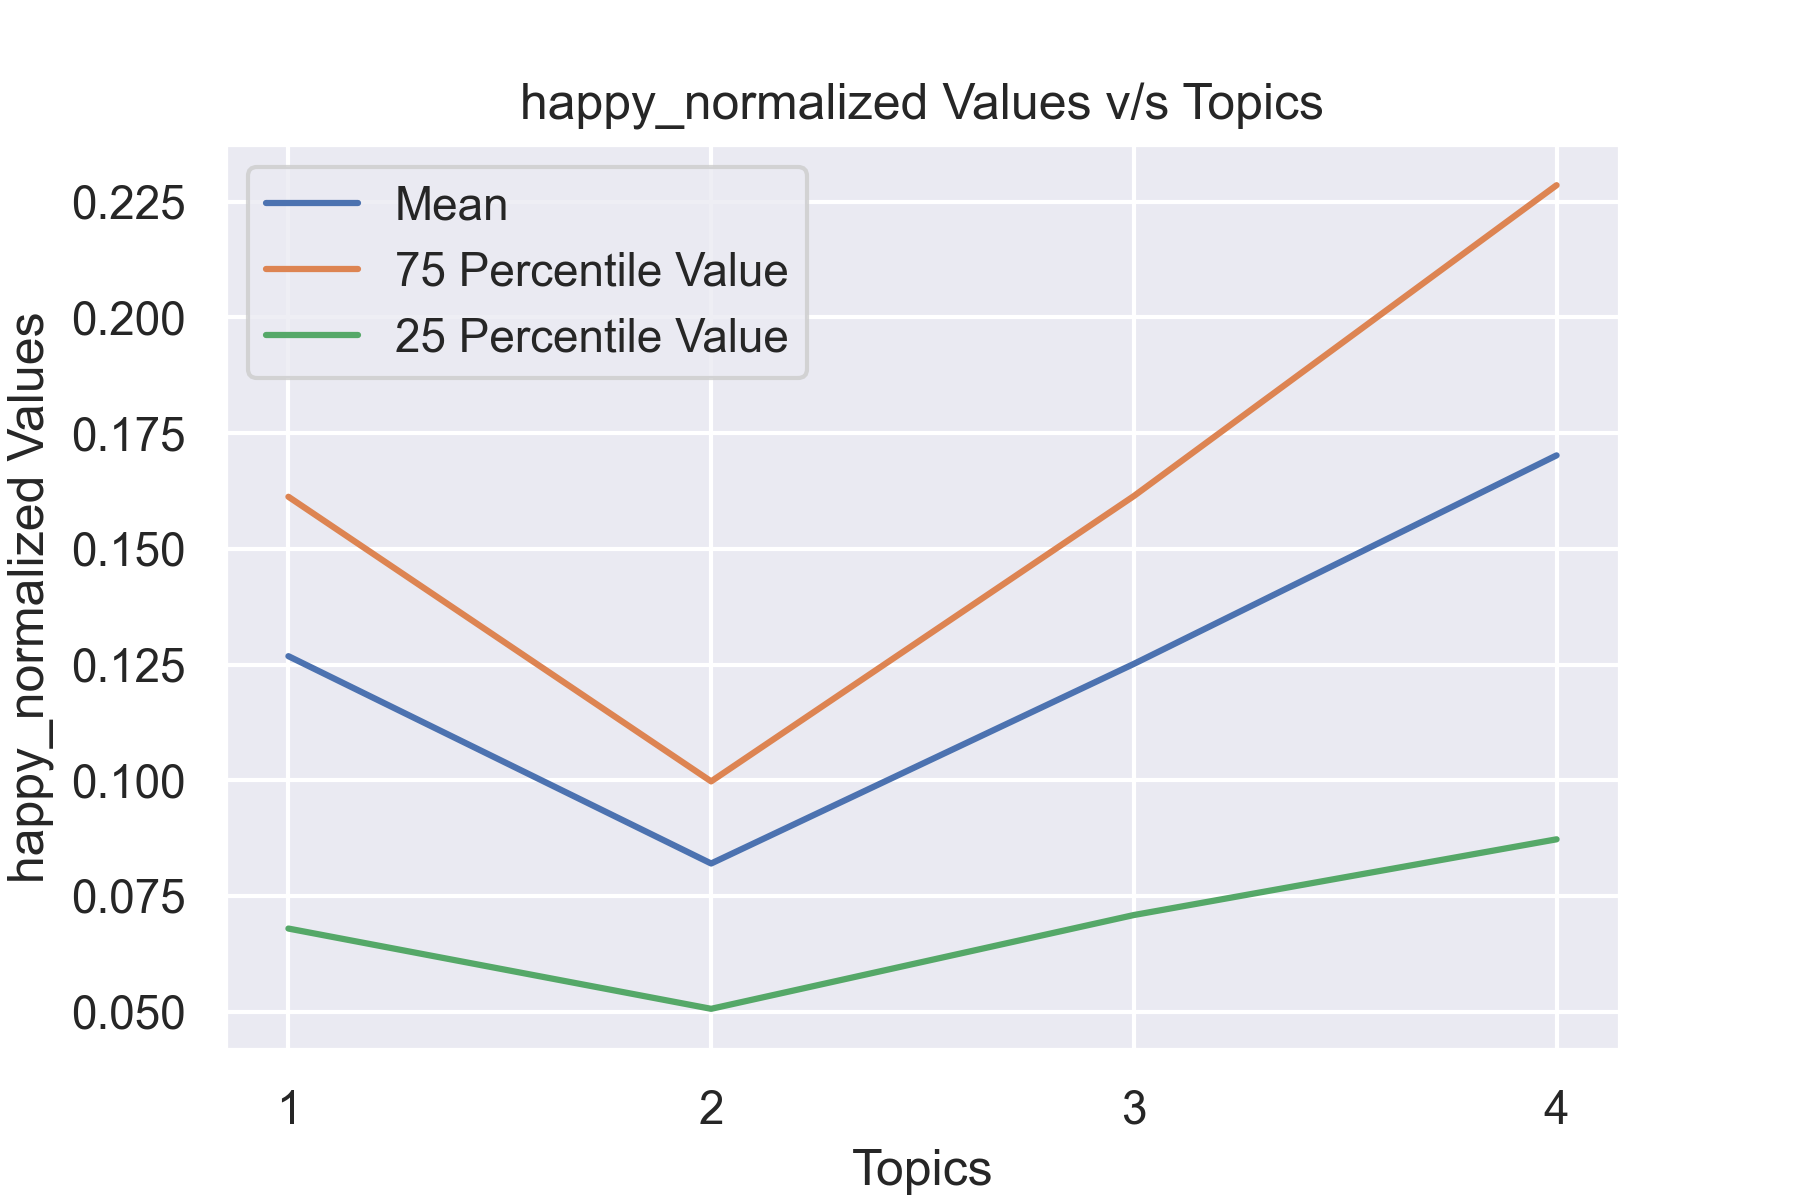 happy_normalized Values v/s Topics
Mean
75 Percentile Value
25 Percentile Value
happy_normalized Values
0.225
0.200
0.175
0.150
0.125
0.100
0.075
0.050
1 2 3 4
Topics